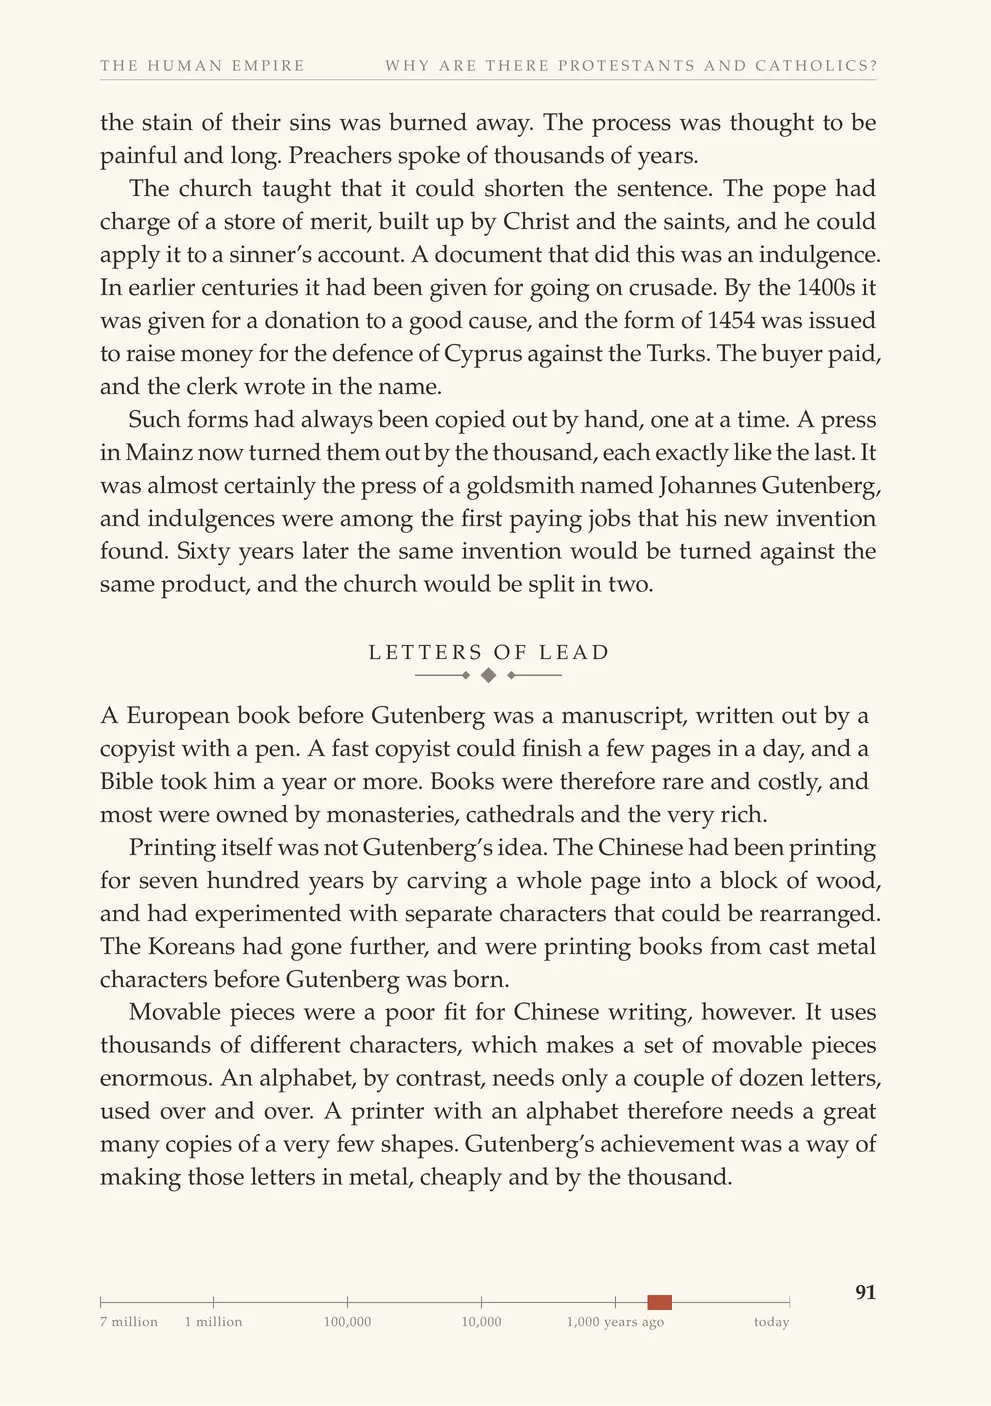 THE HUMAN EMPIRE WHY ARE THERE PROTESTANTS AND CATHOLICS?
the stain of their sins was burned away. The process was thought to be
painful and long. Preachers spoke of thousands of years.
The church taught that it could shorten the sentence. The pope had
charge of a store of merit, built up by Christ and the saints, and he could
apply it to a sinner’s account. A document that did this was an indulgence.
In earlier centuries it had been given for going on crusade. By the 1400s it
was given for a donation to a good cause, and the form of 1454 was issued
to raise money for the defence of Cyprus against the Turks. The buyer paid,
and the clerk wrote in the name.
Such forms had always been copied out by hand, one at a time. A press
in Mainz now turned them out by the thousand, each exactly like the last. It
was almost certainly the press of a goldsmith named Johannes Gutenberg,
and indulgences were among the first paying jobs that his new invention
found. Sixty years later the same invention would be turned against the
same product, and the church would be split in two.
LETTERS OF LEAD
A European book before Gutenberg was a manuscript, written out by a
copyist with a pen. A fast copyist could finish a few pages in a day, and a
Bible took him a year or more. Books were therefore rare and costly, and
most were owned by monasteries, cathedrals and the very rich.
Printing itself was not Gutenberg’s idea. The Chinese had been printing
for seven hundred years by carving a whole page into a block of wood,
and had experimented with separate characters that could be rearranged.
The Koreans had gone further, and were printing books from cast metal
characters before Gutenberg was born.
Movable pieces were a poor fit for Chinese writing, however. It uses
thousands of different characters, which makes a set of movable pieces
enormous. An alphabet, by contrast, needs only a couple of dozen letters,
used over and over. A printer with an alphabet therefore needs a great
many copies of a very few shapes. Gutenberg’s achievement was a way of
making those letters in metal, cheaply and by the thousand.
91
7 million 1 million 100,000 10,000 1,000 years ago today